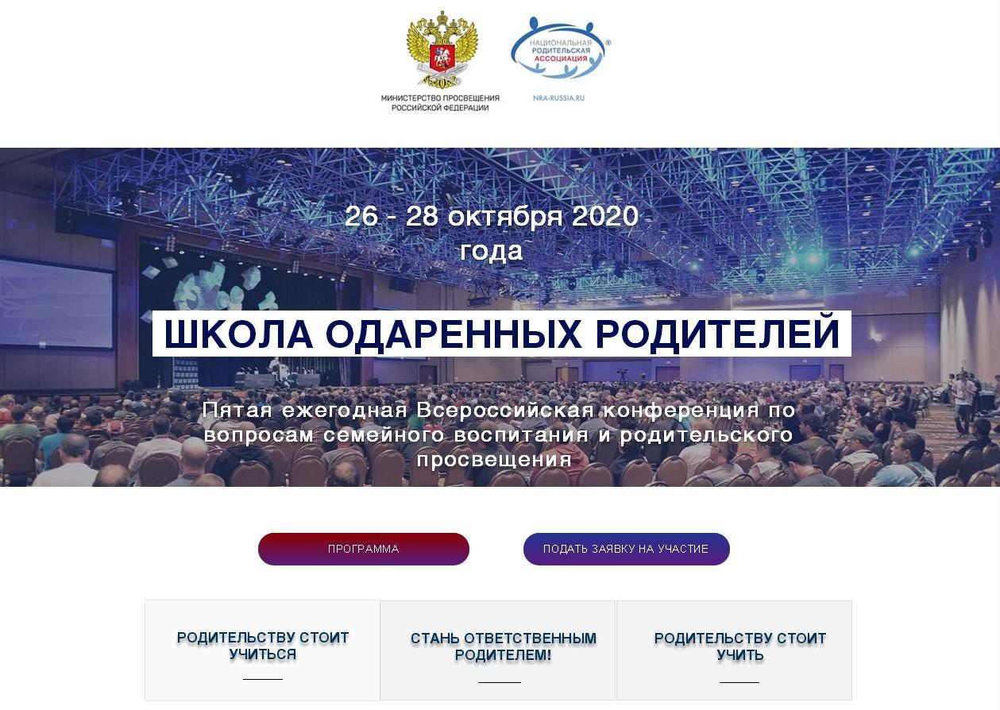 НАЦИОНАЛЬНАЯ
РОДИТЕЛЬСКАЯ
АССОЦИАЦИЯ
®
МИНИСТЕРСТВО ПРОСВЕЩЕНИЯ
РОССИЙСКОЙ ФЕДЕРАЦИИ
NRA-RUSSIA.RU
26 - 28 октября 2020
года
ШКОЛА ОДАРЕННЫХ РОДИТЕЛЕЙ
Пятая ежегодная Всероссийская конференция по
вопросам семейного воспитания и родительского
просвещения
ПРОГРАММА
ПОДАТЬ ЗАЯВКУ НА УЧАСТИЕ
РОДИТЕЛЬСТВУ СТОИТ
УЧИТЬСЯ
СТАНЬ ОТВЕТСТВЕННЫМ
РОДИТЕЛЕМ!
РОДИТЕЛЬСТВУ СТОИТ
УЧИТЬ